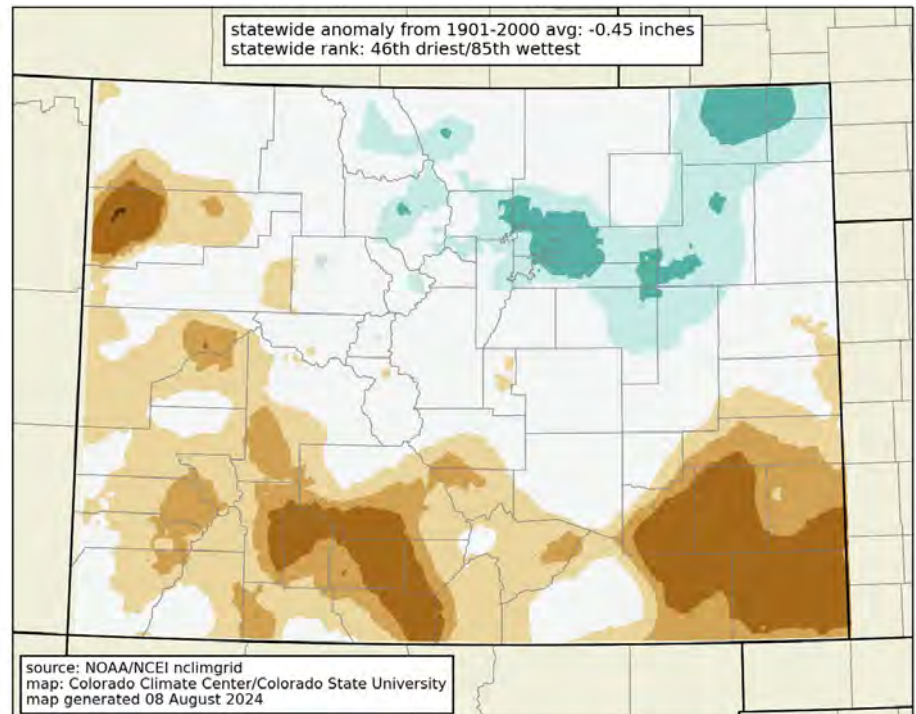 statewide anomaly from 1901-2000 avg: -0.45 inches
statewide rank: 46th driest/85th wettest
source: NOAA/NCEI nclimgrid
map: Colorado Climate Center/Colorado State University
map generated 08 August 2024